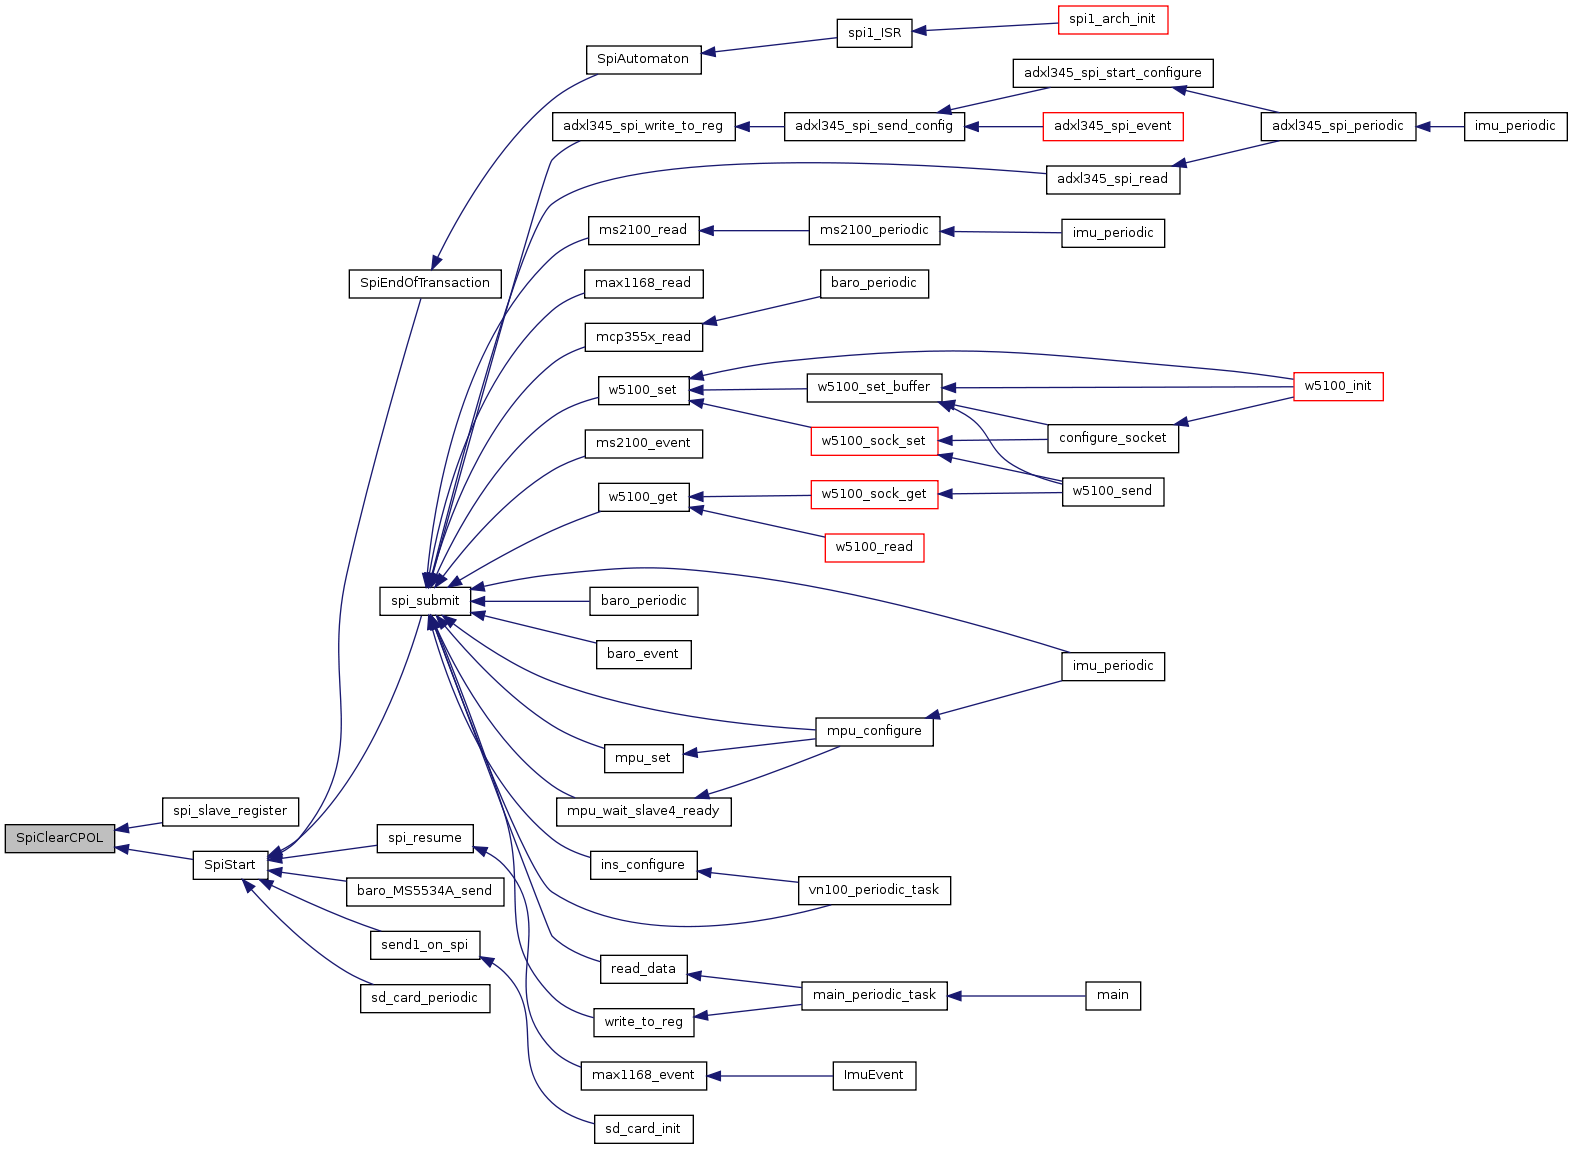 spi1_arch_init
spi1_ISR
SpiAutomaton
adxl345_spi_start_configure
adxl345_spi_write_to_reg
adxl345_spi_send_config
adxl345_spi_event
adxl345_spi_periodic
imu_periodic
adxl345_spi_read
ms2100_read
ms2100_periodic
imu_periodic
SpiEndOfTransaction
max1168_read
baro_periodic
mcp355x_read
w5100_set
w5100_set_buffer
w5100_init
ms2100_event
w5100_sock_set
configure_socket
w5100_get
w5100_sock_get
w5100_send
w5100_read
spi_submit
baro_periodic
baro_event
imu_periodic
mpu_configure
mpu_set
mpu_wait_slave4_ready
spi_slave_register
SpiClearCPOL
spi_resume
SpiStart
ins_configure
baro_MS5534A_send
vn100_periodic_task
send1_on_spi
read_data
sd_card_periodic
main_periodic_task
main
write_to_reg
max1168_event
ImuEvent
sd_card_init